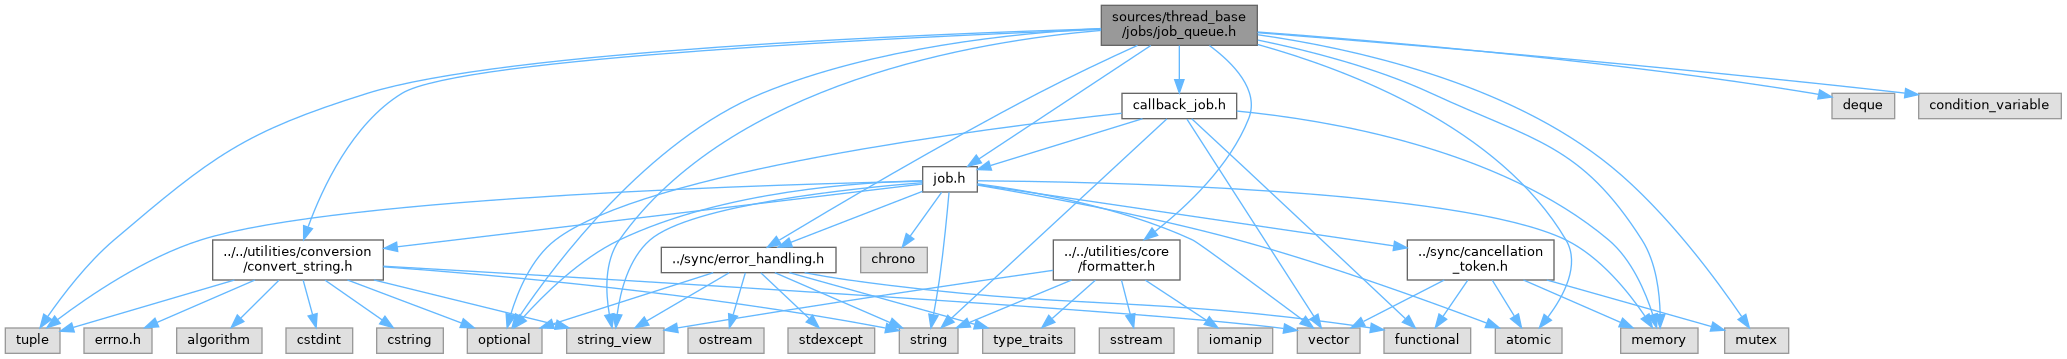 sources/thread_base
/jobs/job_queue.h
callback_job.h
deque
condition_variable
job.h
../../utilities/conversion
/convert_string.h
../sync/error_handling.h
chrono
../../utilities/core
/formatter.h
../sync/cancellation
_token.h
tuple
errno.h
algorithm
cstdint
cstring
optional
string_view
ostream
stdexcept
string
type_traits
sstream
iomanip
vector
functional
atomic
memory
mutex